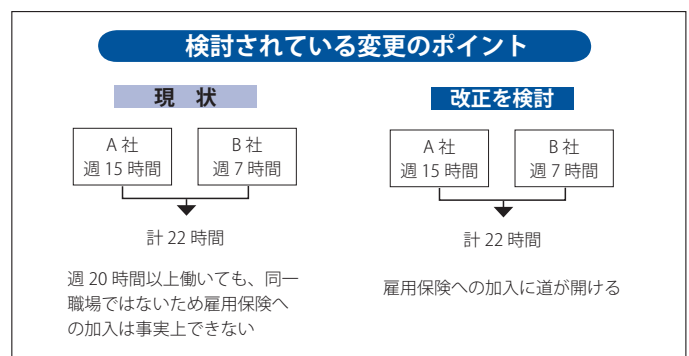 検討されている変更のポイント
現 状
A 社
週 15 時間
B 社
週 7 時間
計 22 時間
週 20 時間以上働いても、同一
職場ではないため雇用保険へ
の加入は事実上できない
改正を検討
A 社
週 15 時間
B 社
週 7 時間
計 22 時間
雇用保険への加入に道が開ける